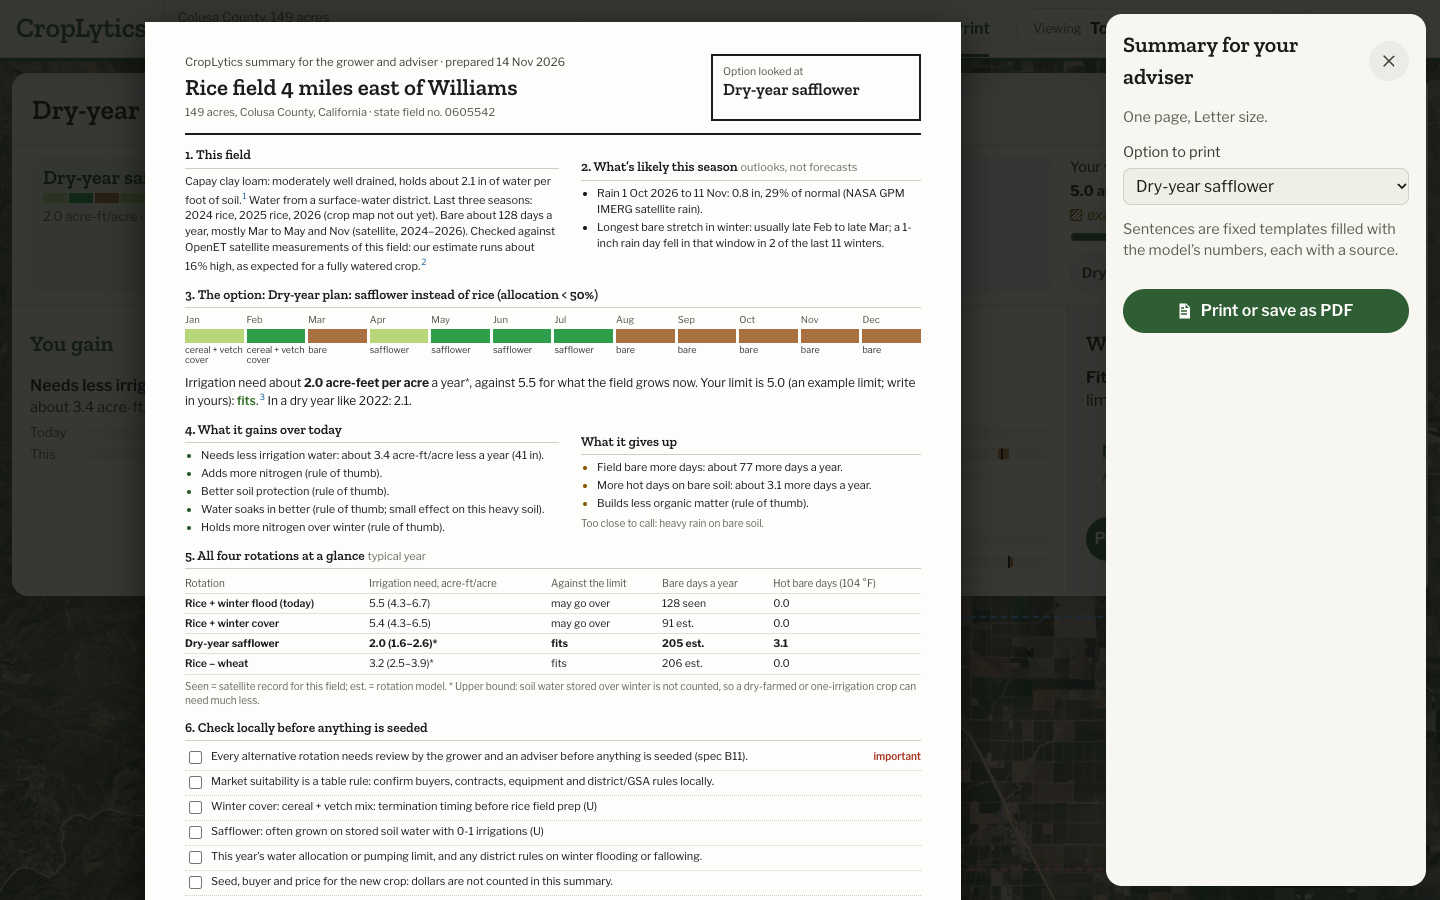 CropLytics
Colusa County, 149 acres
rint
Viewing
To
Dry-year
Dry-year sa
2.0 acre-ft/acre
Your
5.0 a
exa
Dry
You gain
Needs less irrig
about 3.4 acre-ft
Today
This
W
Fit
lim
P
CropLytics summary for the grower and adviser · prepared 14 Nov 2026
Rice field 4 miles east of Williams
149 acres, Colusa County, California · state field no. 0605542
Option looked at
Dry-year safflower
1. This field
Capay clay loam: moderately well drained, holds about 2.1 in of water per
foot of soil.1 Water from a surface-water district. Last three seasons:
2024 rice, 2025 rice, 2026 (crop map not out yet). Bare about 128 days a
year, mostly Mar to May and Nov (satellite, 2024–2026). Checked against
OpenET satellite measurements of this field: our estimate runs about
16% high, as expected for a fully watered crop.2
2. What's likely this season outlooks, not forecasts
• Rain 1 Oct 2026 to 11 Nov: 0.8 in, 29% of normal (NASA GPM
IMERG satellite rain).
• Longest bare stretch in winter: usually late Feb to late Mar; a 1-
inch rain day fell in that window in 2 of the last 11 winters.
3. The option: Dry-year plan: safflower instead of rice (allocation < 50%)
Jan Feb Mar Apr May Jun Jul Aug Sep Oct Nov Dec
cereal + vetch cereal + vetch bare safflower safflower safflower safflower bare bare bare bare bare
cover cover
Irrigation need about 2.0 acre-feet per acre a year*, against 5.5 for what the field grows now. Your limit is 5.0 (an example limit; write
in yours): fits.3 In a dry year like 2022: 2.1.
4. What it gains over today
• Needs less irrigation water: about 3.4 acre-ft/acre less a year (41 in).
• Adds more nitrogen (rule of thumb).
• Better soil protection (rule of thumb).
• Water soaks in better (rule of thumb; small effect on this heavy soil).
• Holds more nitrogen over winter (rule of thumb).
What it gives up
• Field bare more days: about 77 more days a year.
• More hot days on bare soil: about 3.1 more days a year.
• Builds less organic matter (rule of thumb).
Too close to call: heavy rain on bare soil.
5. All four rotations at a glance typical year
Rotation Irrigation need, acre-ft/acre Against the limit Bare days a year Hot bare days (104 °F)
Rice + winter flood (today) 5.5 (4.3–6.7) may go over 128 seen 0.0
Rice + winter cover 5.4 (4.3–6.5) may go over 91 est. 0.0
Dry-year safflower 2.0 (1.6–2.6)* fits 205 est. 3.1
Rice – wheat 3.2 (2.5–3.9)* fits 206 est. 0.0
Seen = satellite record for this field; est. = rotation model. * Upper bound: soil water stored over winter is not counted, so a dry-farmed or one-irrigation crop can
need much less.
6. Check locally before anything is seeded
Every alternative rotation needs review by the grower and an adviser before anything is seeded (spec B11). important
Market suitability is a table rule: confirm buyers, contracts, equipment and district/GSA rules locally.
Winter cover: cereal + vetch mix: termination timing before rice field prep (U)
Safflower: often grown on stored soil water with 0-1 irrigations (U)
This year's water allocation or pumping limit, and any district rules on winter flooding or fallowing.
Seed, buyer and price for the new crop: dollars are not counted in this summary.
Summary for your
adviser
One page, Letter size.
Option to print
Dry-year safflower
Sentences are fixed templates filled with
the model's numbers, each with a source.
Print or save as PDF